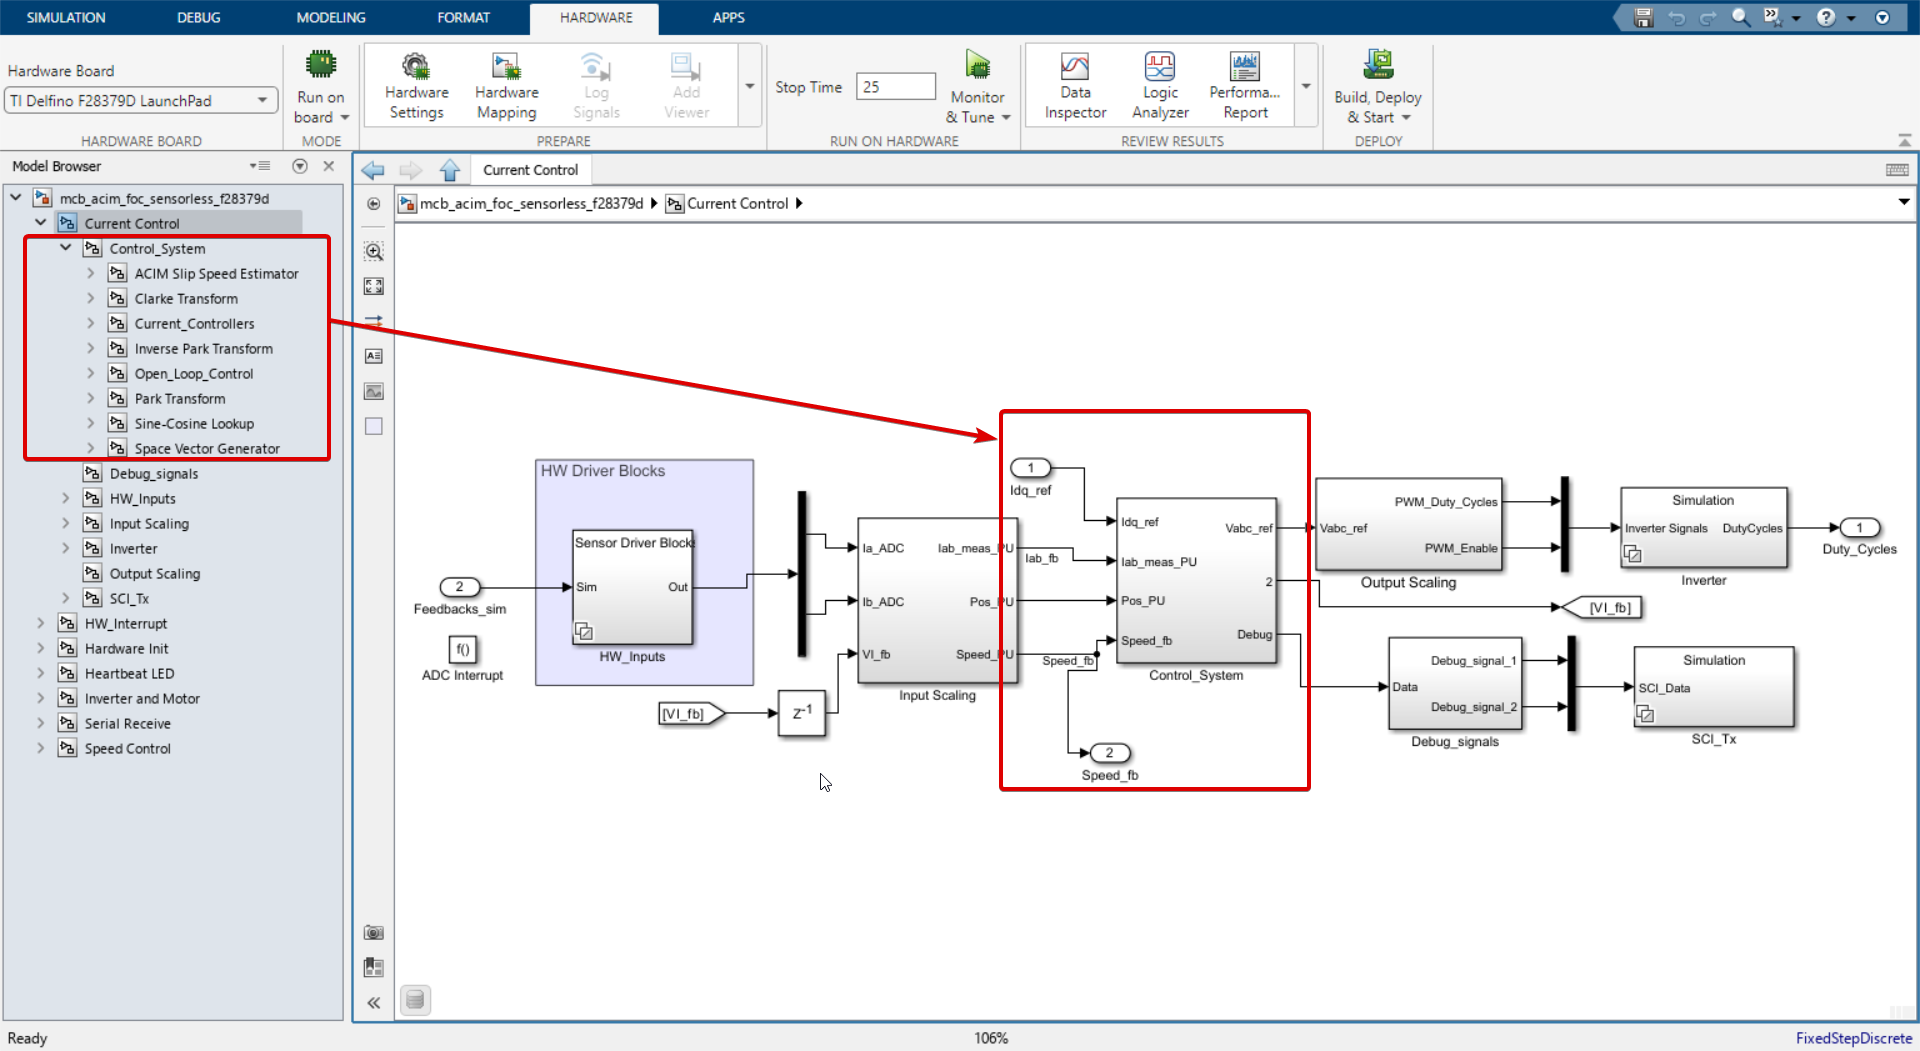 SIMULATION
DEBUG
MODELING
FORMAT
HARDWARE
APPS
Hardware Board
TI Delfino F28379D LaunchPad
HARDWARE BOARD
Run on
board
MODE
Hardware
Settings
Hardware
Mapping
Log
Signals
Add
Viewer
PREPARE
Stop Time
25
Monitor
& Tune
RUN ON HARDWARE
Data
Inspector
Logic
Analyzer
Performa...
Report
REVIEW RESULTS
Build, Deploy
& Start
DEPLOY
Model Browser
mcb_acim_foc_sensorless_f28379d
Current Control
Control_System
ACIM Slip Speed Estimator
Clarke Transform
Current_Controllers
Inverse Park Transform
Open_Loop_Control
Park Transform
Sine-Cosine Lookup
Space Vector Generator
Debug_signals
HW_Inputs
Input Scaling
Inverter
Output Scaling
SCI_Tx
HW_Interrupt
Hardware Init
Heartbeat LED
Inverter and Motor
Serial Receive
Speed Control
Current Control
mcb_acim_foc_sensorless_f28379d
Current Control
HW Driver Blocks
Sensor Driver Blocks
Sim
Out
HW_Inputs
2
Feedbacks_sim
f()
ADC Interrupt
[VI_fb]
Z-1
Ia_ADC
Iab_meas_PU
Ib_ADC
Pos_PU
VI_fb
Speed_PU
Input Scaling
1
Idq_ref
Iab_fb
Speed_fb
Idq_ref
Vabc_ref
Iab_meas_PU
2
Pos_PU
Speed_fb
Debug
Control_System
2
Speed_fb
PWM_Duty_Cycles
Vabc_ref
PWM_Enable
Output Scaling
Simulation
Inverter Signals
DutyCycles
Inverter
1
Duty_Cycles
[VI_fb]
Debug_signal_1
Data
Debug_signal_2
Debug_signals
Simulation
SCI_Data
SCI_Tx
Ready
106%
FixedStepDiscrete